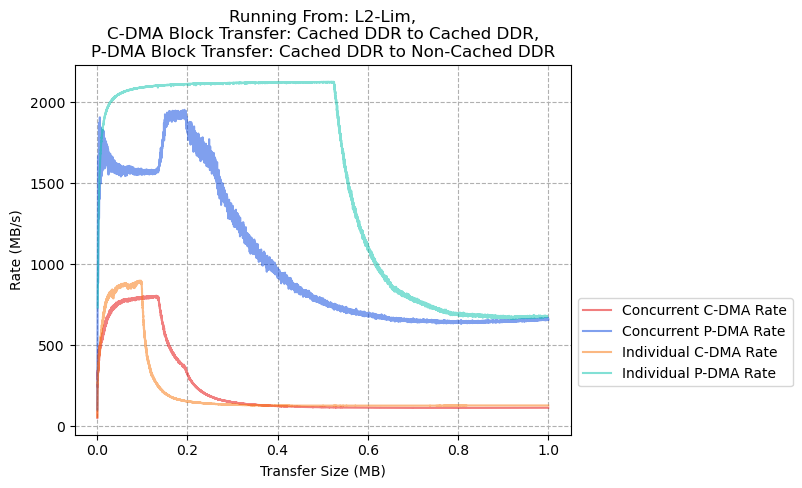 Running From: L2-Lim,
C-DMA Block Transfer: Cached DDR to Cached DDR,
P-DMA Block Transfer: Cached DDR to Non-Cached DDR
2000
1500
1000
500
0
Rate (MB/s)
0.0 0.2 0.4 0.6 0.8 1.0
Transfer Size (MB)
Concurrent C-DMA Rate
Concurrent P-DMA Rate
Individual C-DMA Rate
Individual P-DMA Rate